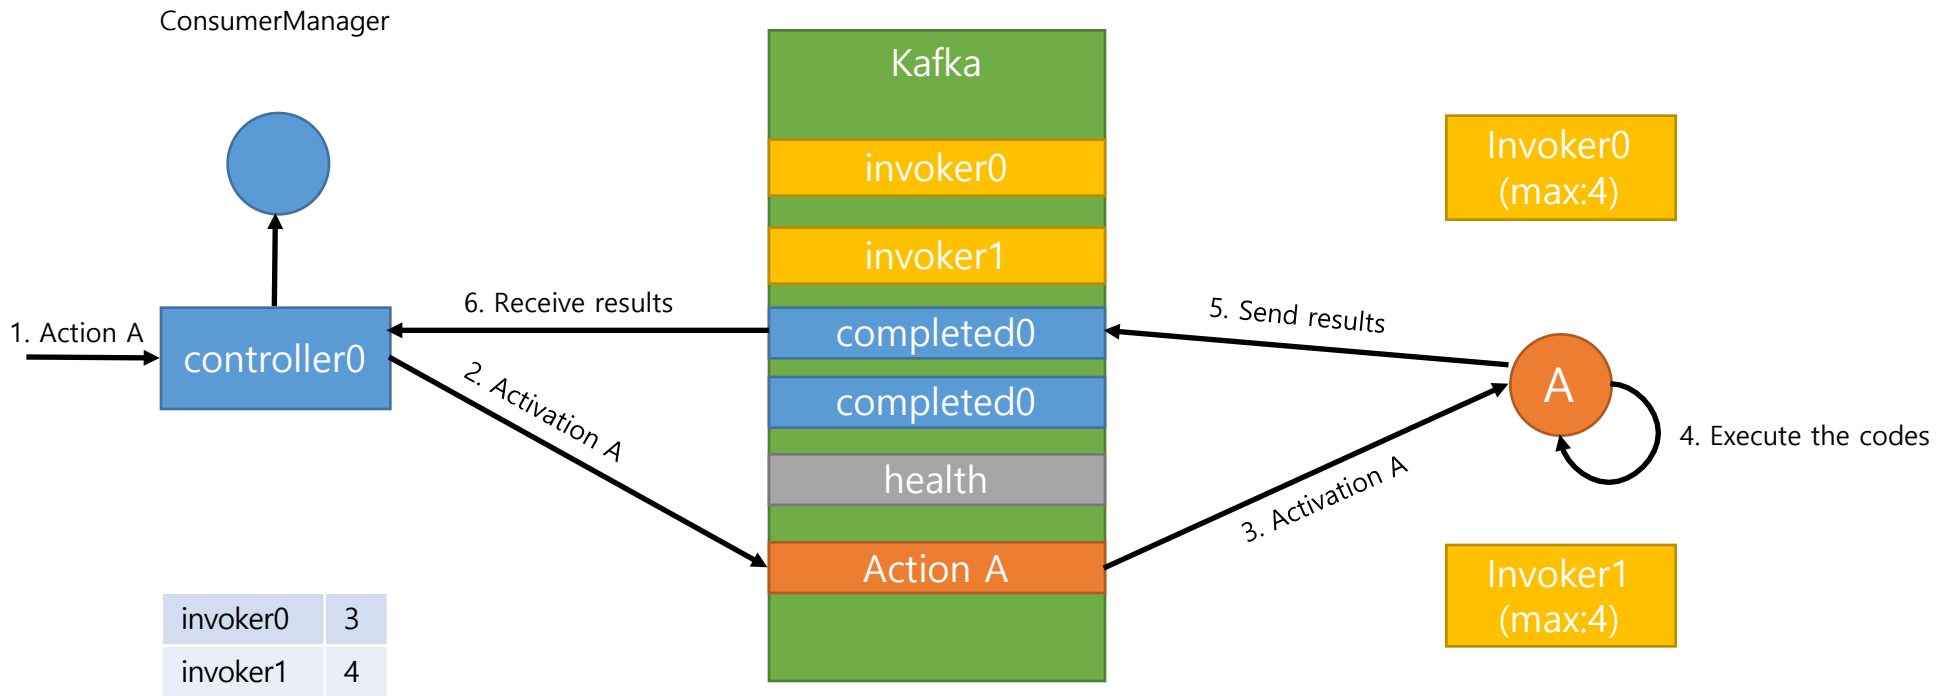 ConsumerManager
Kafka
invoker0
invoker1
completed0
completed0
health
Action A
Invoker0
(max:4)
1. Action A
controller0
6. Receive results
2. Activation A
5. Send results
A
4. Execute the codes
3. Activation A
Invoker1
(max:4)
invoker0 3
invoker1 4